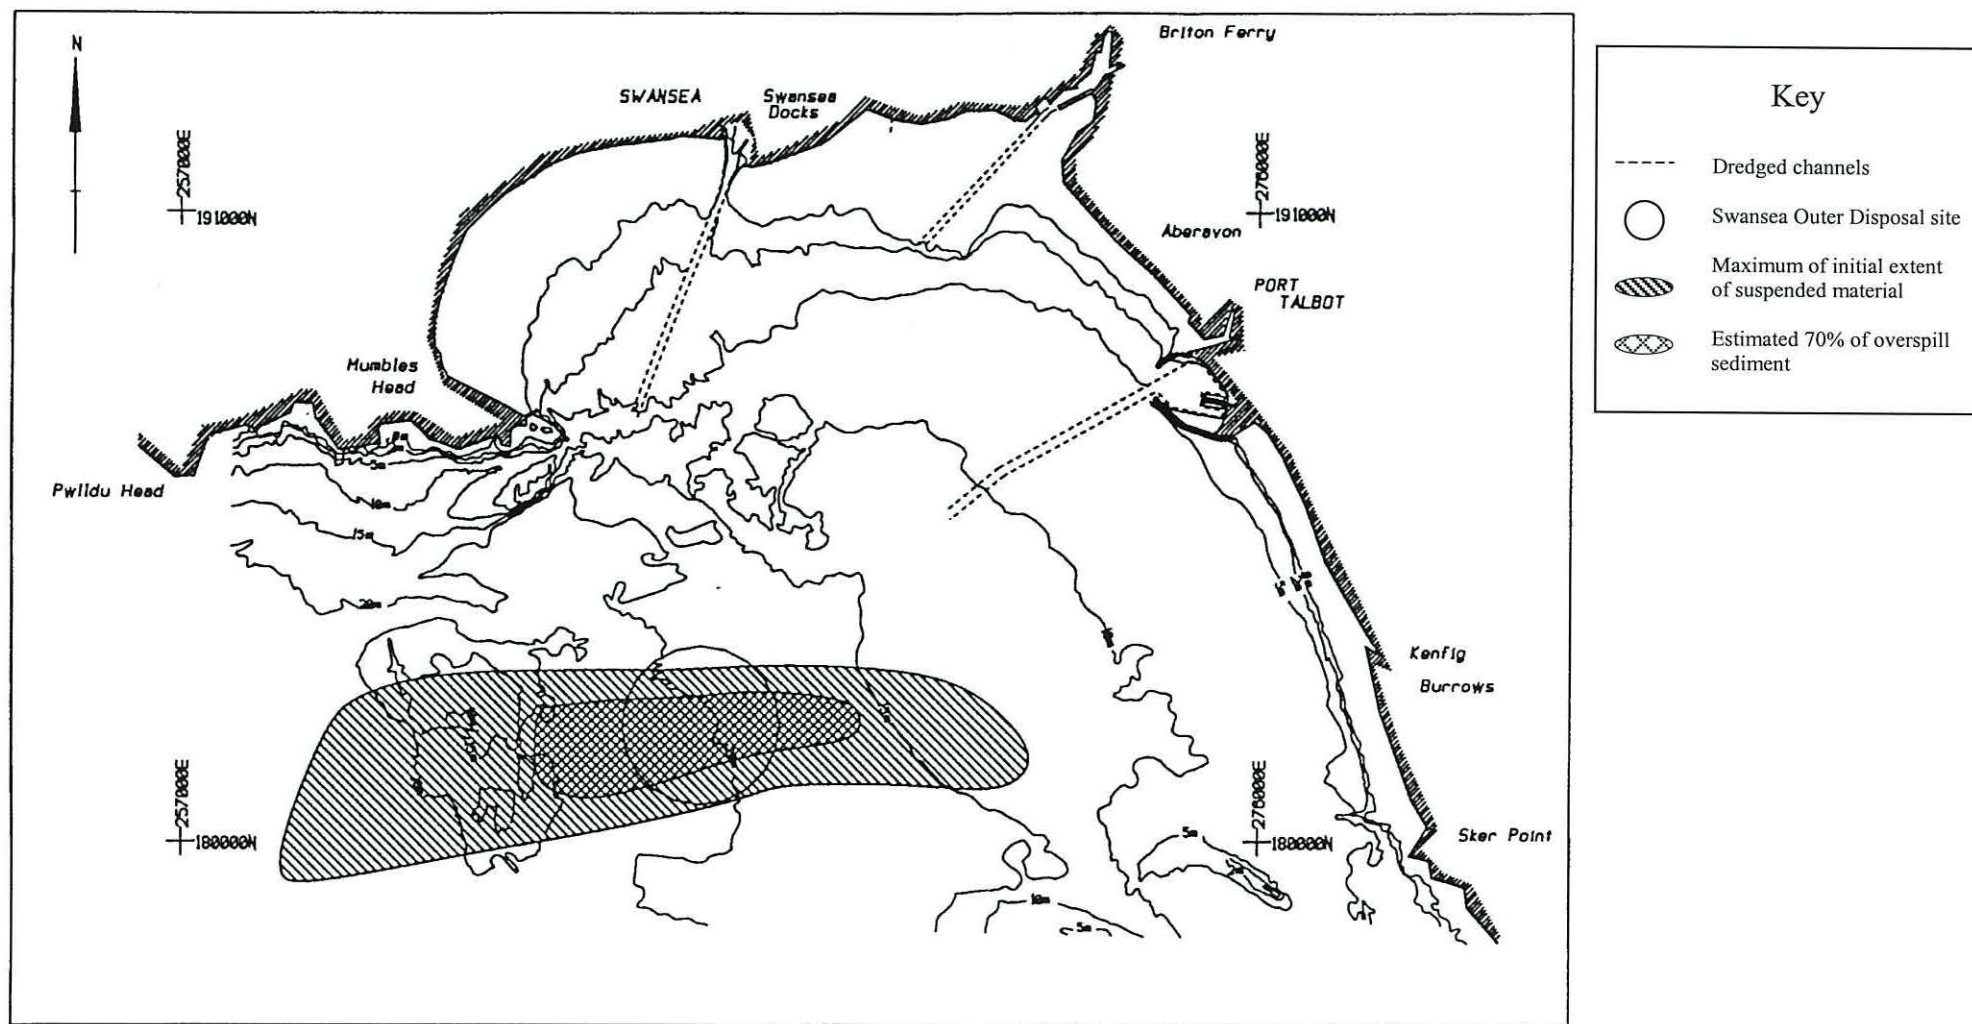 N
Briton Ferry
SWANSEA
Swansea
Docks
257000E
191000N
276000E
191000N
Aberavon
PORT
TALBOT
Mumbles
Head
Pwlldu Head
5m
10m
15m
20m
Kenfig
Burrows
257000E
180000N
276000E
180000N
5m
10m
5m
Sker Point
Key
Dredged channels
Swansea Outer Disposal site
Maximum of initial extent
of suspended material
Estimated 70% of overspill
sediment